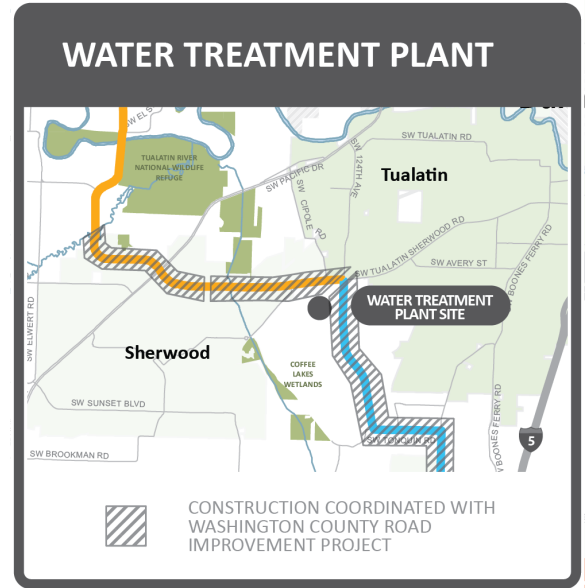 WATER TREATMENT PLANT
SW EL S
SW TUALATIN RD
TUALATIN RIVER
NATIONAL WILDLIFE
REFUGE
SW PACIFIC DR
SW 124TH AVE
Tualatin
SW CIPOLE RD
SW TUALATIN SHERWOOD RD
SW AVERY ST
SW BOONES FERRY RD
WATER TREATMENT
PLANT SITE
SW ELWERT RD
Sherwood
COFFEE
LAKES
WETLANDS
SW SUNSET BLVD
SW TONQUIN RD
SW BOONES FERRY RD
5
SW BROOKMAN RD
CONSTRUCTION COORDINATED WITH
WASHINGTON COUNTY ROAD
IMPROVEMENT PROJECT